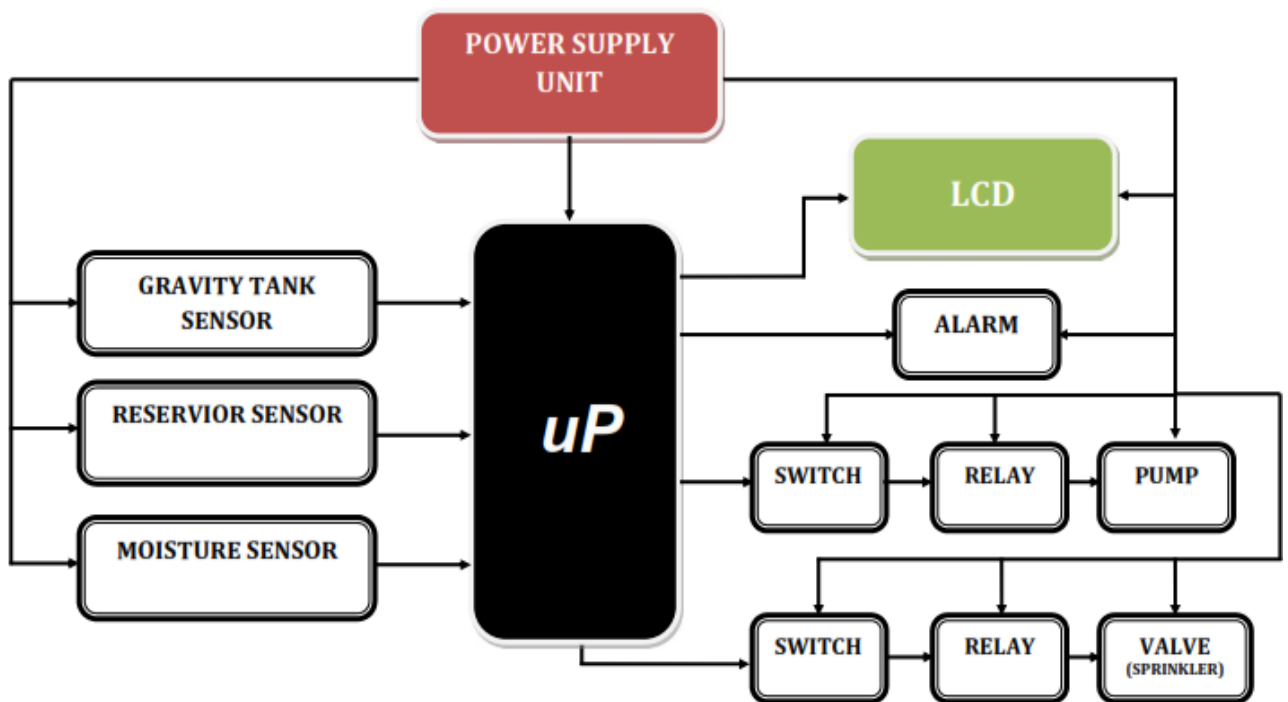 POWER SUPPLY
UNIT
LCD
GRAVITY TANK
SENSOR
ALARM
RESERVIOR SENSOR
uP
SWITCH
RELAY
PUMP
MOISTURE SENSOR
SWITCH
RELAY
VALVE
(SPRINKLER)